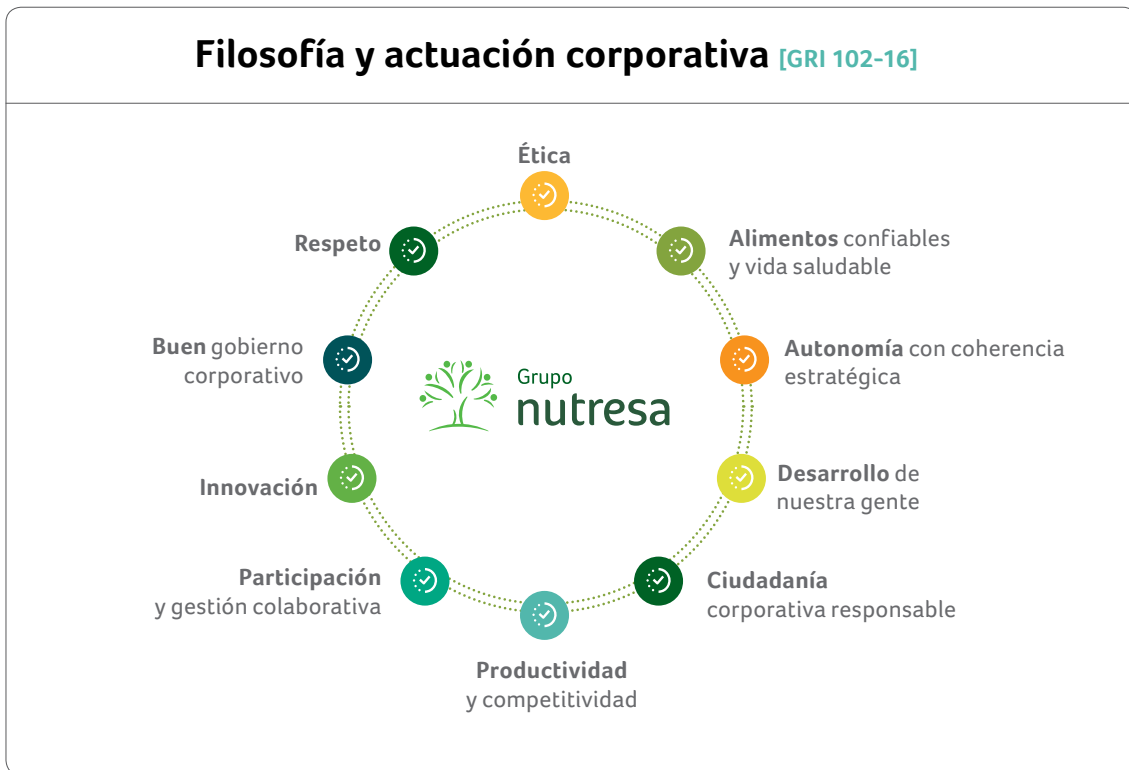 Filosofía y actuación corporativa [GRI 102-16]
Ética
Alimentos confiables
y vida saludable
Autonomía con coherencia
estratégica
Desarrollo de
nuestra gente
Ciudadanía
corporativa responsable
Productividad
y competitividad
Participación
y gestión colaborativa
Innovación
Buen gobierno
corporativo
Respeto
Grupo
nutresa